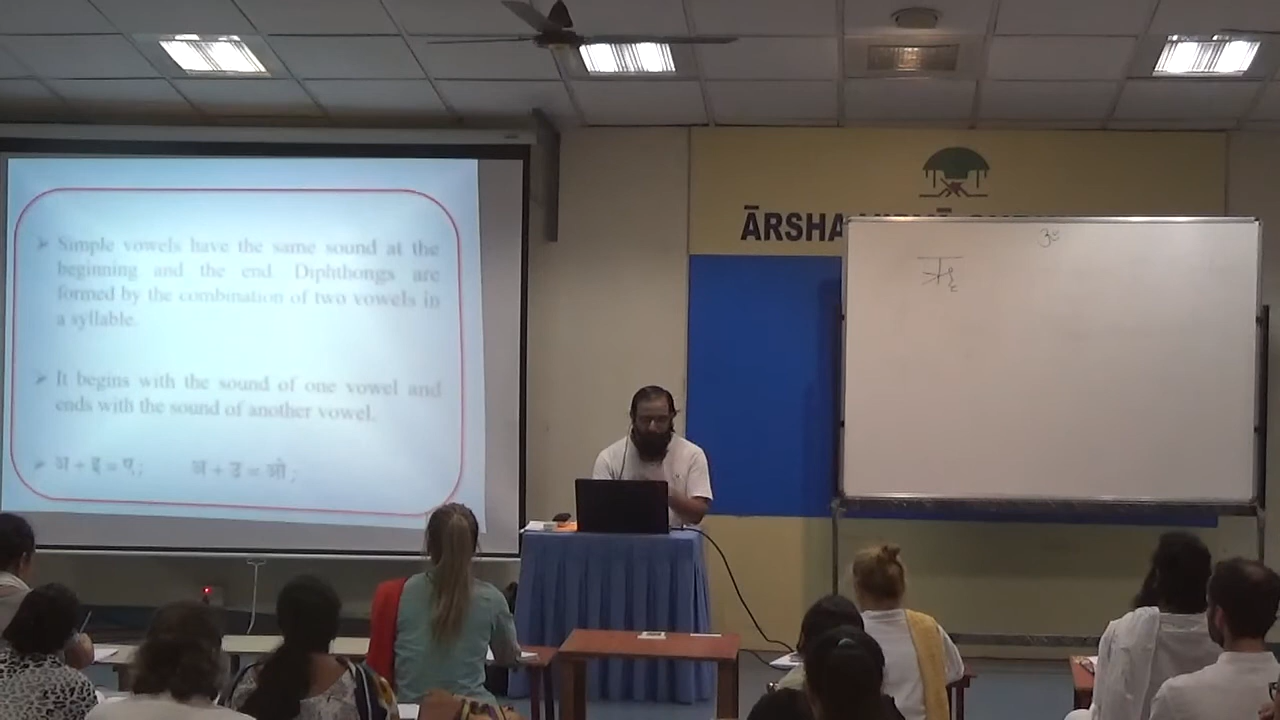 Simple vowels have the same sound at the
beginning and the end. Diphthongs are
formed by the combination of two vowels in
a syllable.
It begins with the sound of one vowel and
ends with the sound of another vowel.
अ + इ = ए; अ + उ = ओ;
ĀRSHA
ॐ
ऋ